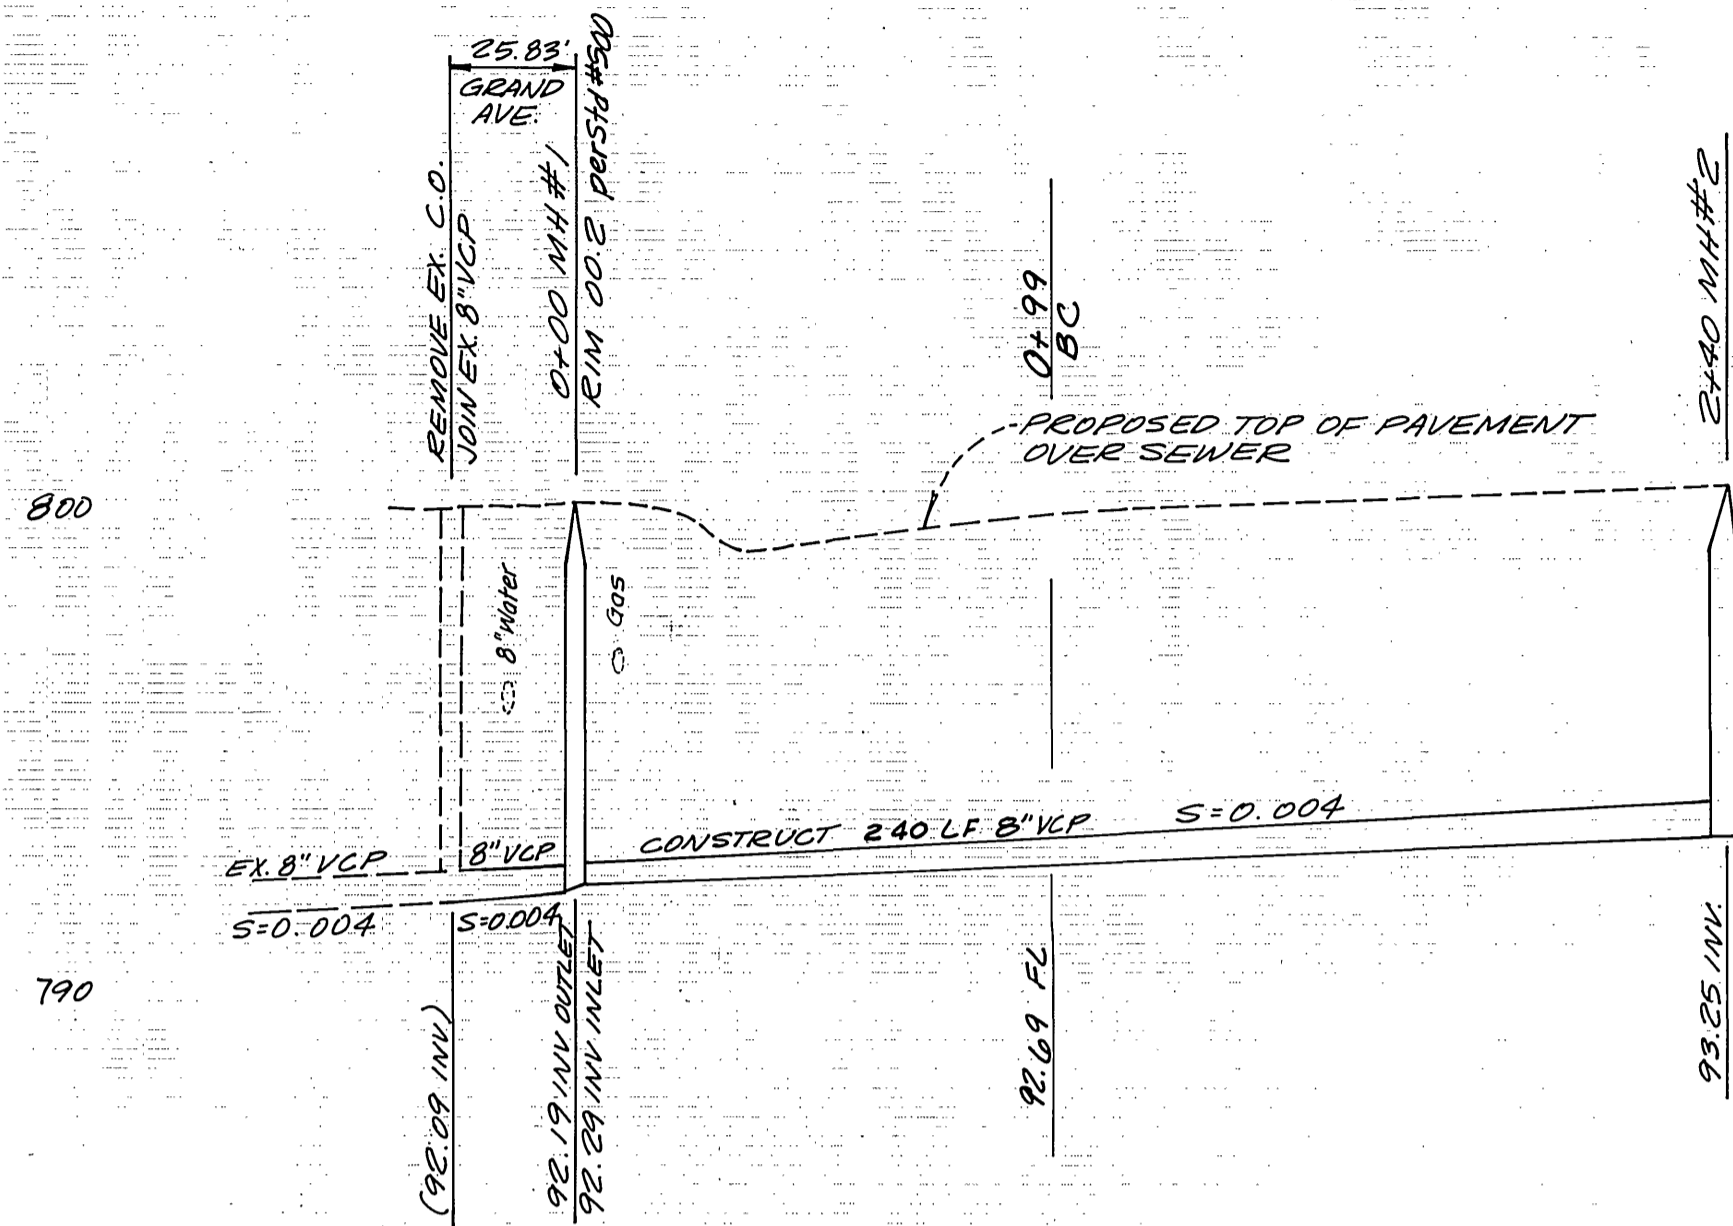 25.83'
GRAND
AVE.
REMOVE EX. C.O.
JOIN EX. 8" VCP
0+00 MH #1
RIM 00.2 per Std #500
0+99
BC
2+40 MH #2
PROPOSED TOP OF PAVEMENT
OVER SEWER
800
8" Water
Gas
EX. 8" VCP
8" VCP
CONSTRUCT 240 LF 8" VCP
S=0.004
S=0.004
S=0.004
790
(92.09 INV)
92.19 INV OUTLET
92.29 INV. INLET
92.69 FL
93.25 INV.